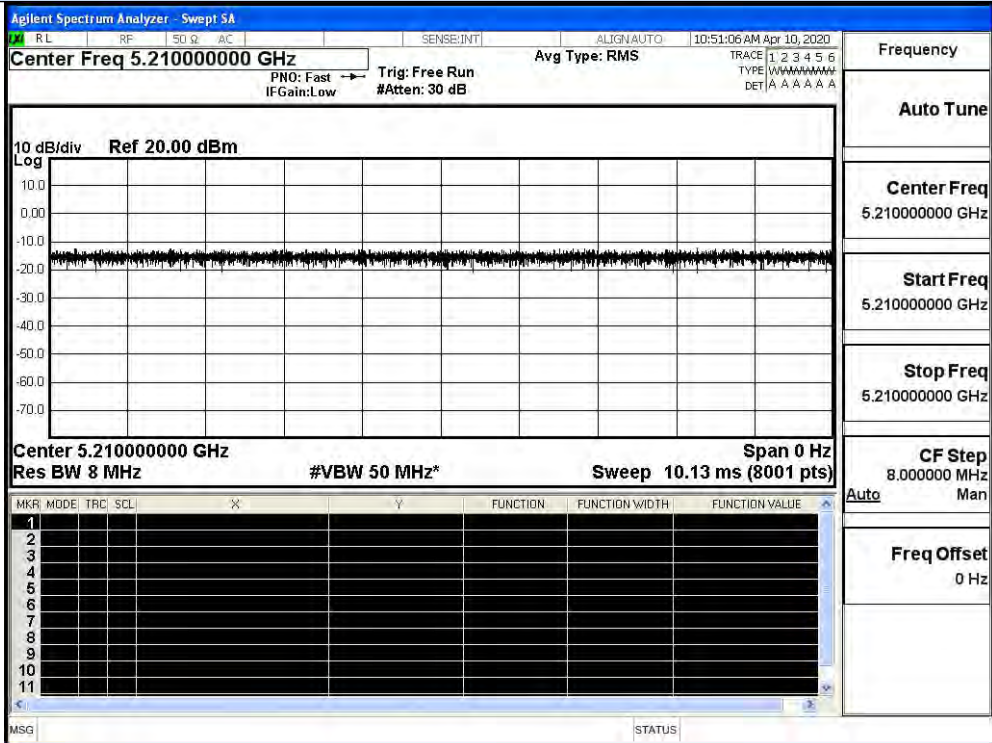 Agilent Spectrum Analyzer - Swept SA
LXI RL RF 50 Ω AC SENSE:INT ALIGN AUTO 10:51:06 AM Apr 10, 2020
Center Freq 5.210000000 GHz
PNO: Fast
IFGain:Low
Trig: Free Run
#Atten: 30 dB
Avg Type: RMS
TRACE 1 2 3 4 5 6
TYPE WWWWWW
DET A A A A A A
10 dB/div Ref 20.00 dBm
Log
10.0
0.00
-10.0
-20.0
-30.0
-40.0
-50.0
-60.0
-70.0
Center 5.210000000 GHz Span 0 Hz
Res BW 8 MHz #VBW 50 MHz* Sweep 10.13 ms (8001 pts)
MKR MODE TRC SCL X Y FUNCTION FUNCTION WIDTH FUNCTION VALUE
1
2
3
4
5
6
7
8
9
10
11
MSG STATUS
Frequency
Auto Tune
Center Freq
5.210000000 GHz
Start Freq
5.210000000 GHz
Stop Freq
5.210000000 GHz
CF Step
8.000000 MHz
Auto Man
Freq Offset
0 Hz